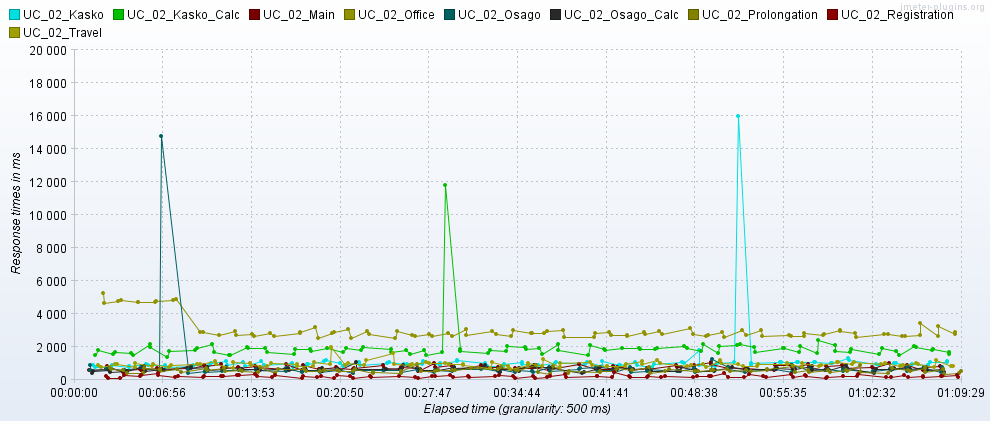 UC_02_Kasko UC_02_Kasko_Calc UC_02_Main UC_02_Office UC_02_Osago UC_02_Osago_Calc UC_02_Prolongation UC_02_Registration
jmeter-plugins.org
UC_02_Travel
20 000
18 000
16 000
14 000
12 000
10 000
8 000
6 000
4 000
2 000
0
Response times in ms
00:00:00 00:06:56 00:13:53 00:20:50 00:27:47 00:34:44 00:41:41 00:48:38 00:55:35 01:02:32 01:09:29
Elapsed time (granularity: 500 ms)